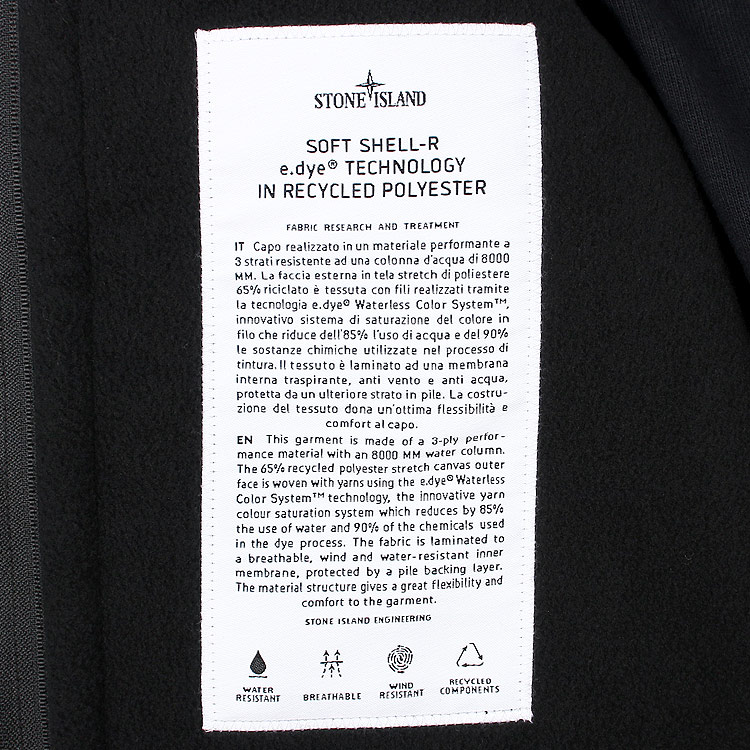 STONE ISLAND
SOFT SHELL-R
e.dye® TECHNOLOGY
IN RECYCLED POLYESTER
FABRIC RESEARCH AND TREATMENT
IT Capo realizzato in un materiale performante a
3 strati resistente ad una colonna d'acqua di 8000
MM. La faccia esterna in tela stretch di poliestere
65% riciclato è tessuta con fili realizzati tramite
la tecnologia e.dye® Waterless Color System™,
innovativo sistema di saturazione del colore in
filo che riduce dell'85% l'uso di acqua e del 90%
le sostanze chimiche utilizzate nel processo di
tintura. Il tessuto è laminato ad una membrana
interna traspirante, anti vento e anti acqua,
protetta da un ulteriore strato in pile. La costru-
zione del tessuto dona un'ottima flessibilità e
comfort al capo.
EN This garment is made of a 3-ply perfor-
mance material with an 8000 MM water column.
The 65% recycled polyester stretch canvas outer
face is woven with yarns using the e.dye® Waterless
Color System™ technology, the innovative yarn
colour saturation system which reduces by 85%
the use of water and 90% of the chemicals used
in the dye process. The fabric is laminated to
a breathable, wind and water-resistant inner
membrane, protected by a pile backing layer.
The material structure gives a great flexibility and
comfort to the garment.
STONE ISLAND ENGINEERING
WATER
RESISTANT
BREATHABLE
WIND
RESISTANT
RECYCLED
COMPONENTS